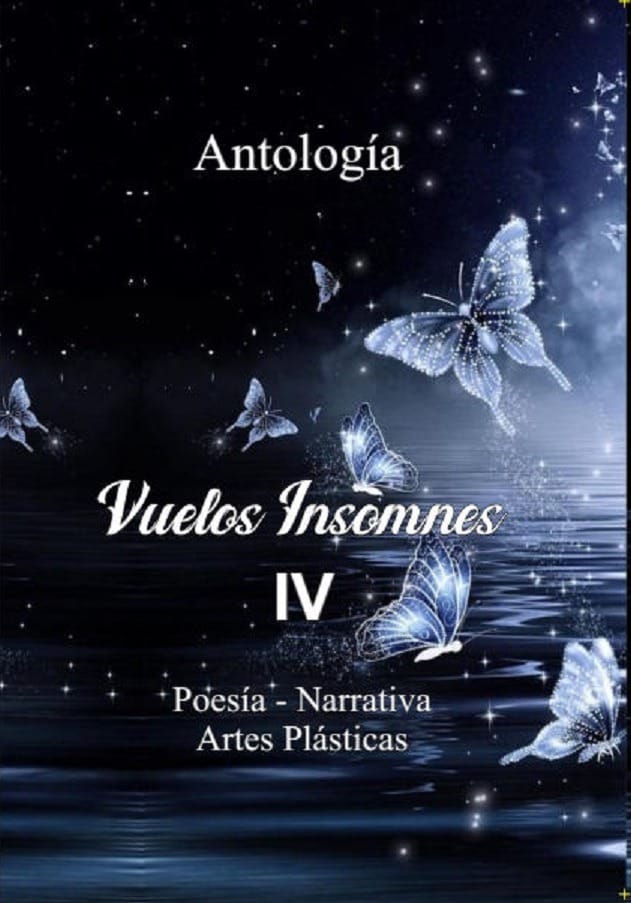 Antología
Vuelos Insomnes
IV
Poesía - Narrativa
Artes Plásticas